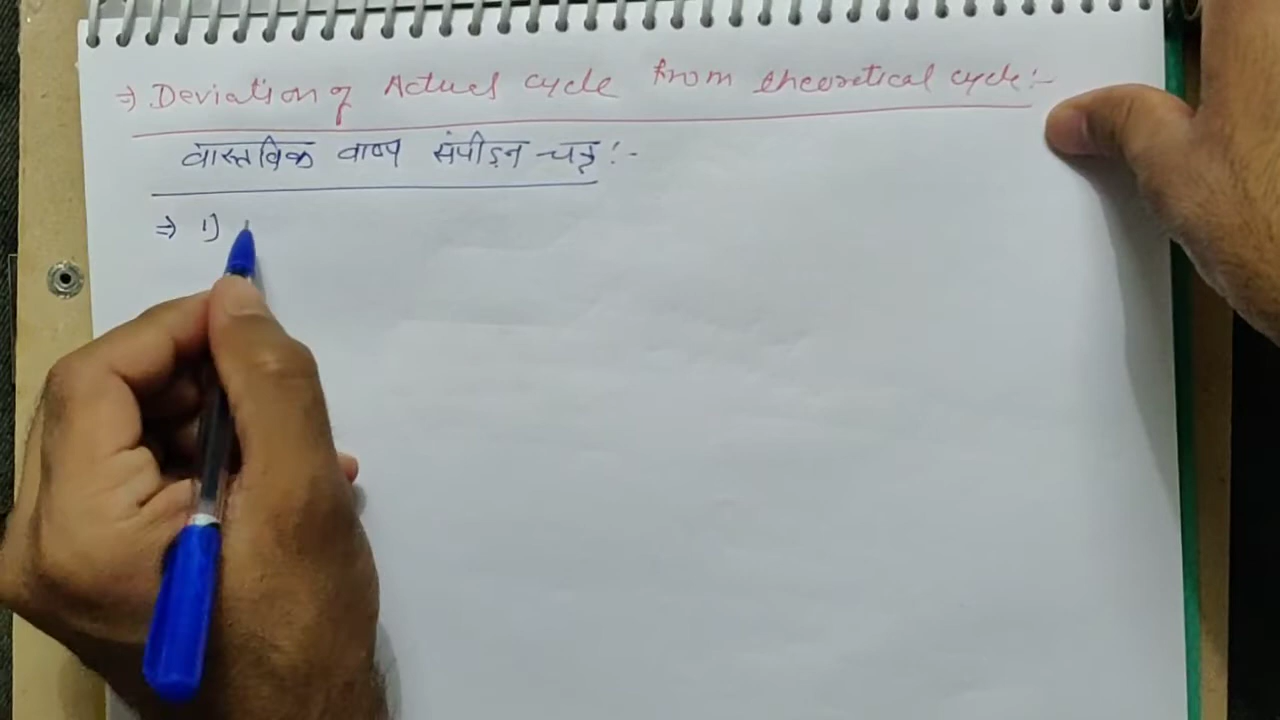 ⇒ Deviation of Actual cycle from theoretical cycle:-
वास्तविक वाष्प संपीडन चक्र :-
⇒ 1)